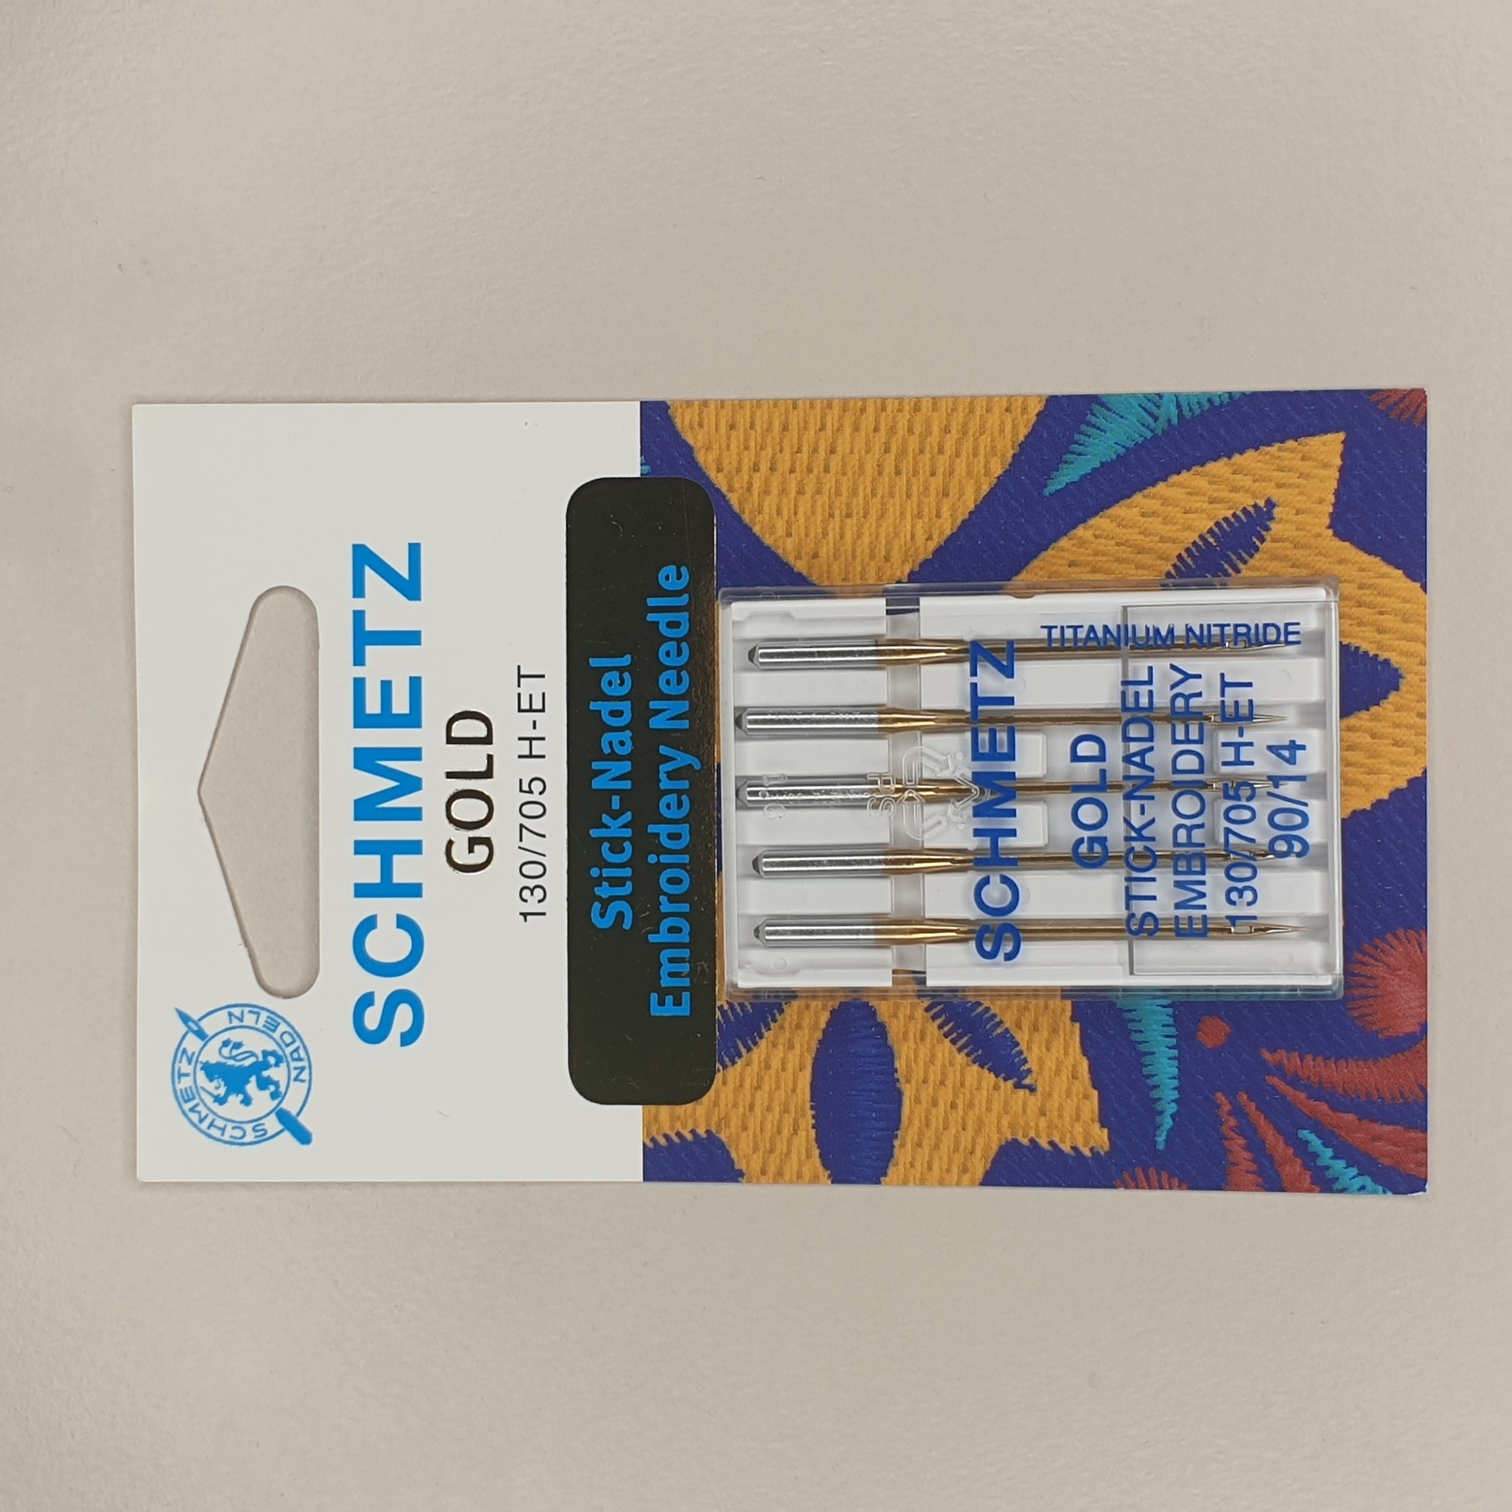 SCHMETZ NADELN
SCHMETZ
GOLD
130/705 H-ET
Stick-Nadel
Embroidery Needle
SCHMETZ
TITANIUM NITRIDE
GOLD
STICK-NADEL
EMBROIDERY
130/705 H-ET
90/14